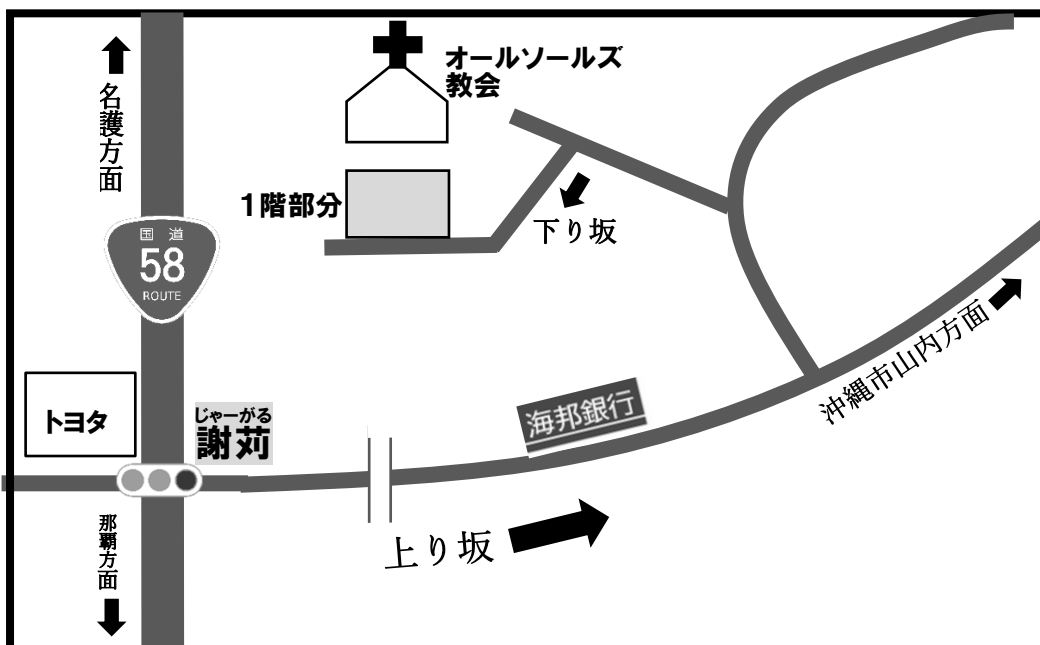 オールソールズ
教会
名護方面
1階部分
下り坂
国道
58
ROUTE
沖縄市山内方面
トヨタ
じゃーがる
謝苅
海邦銀行
那覇方面
上り坂